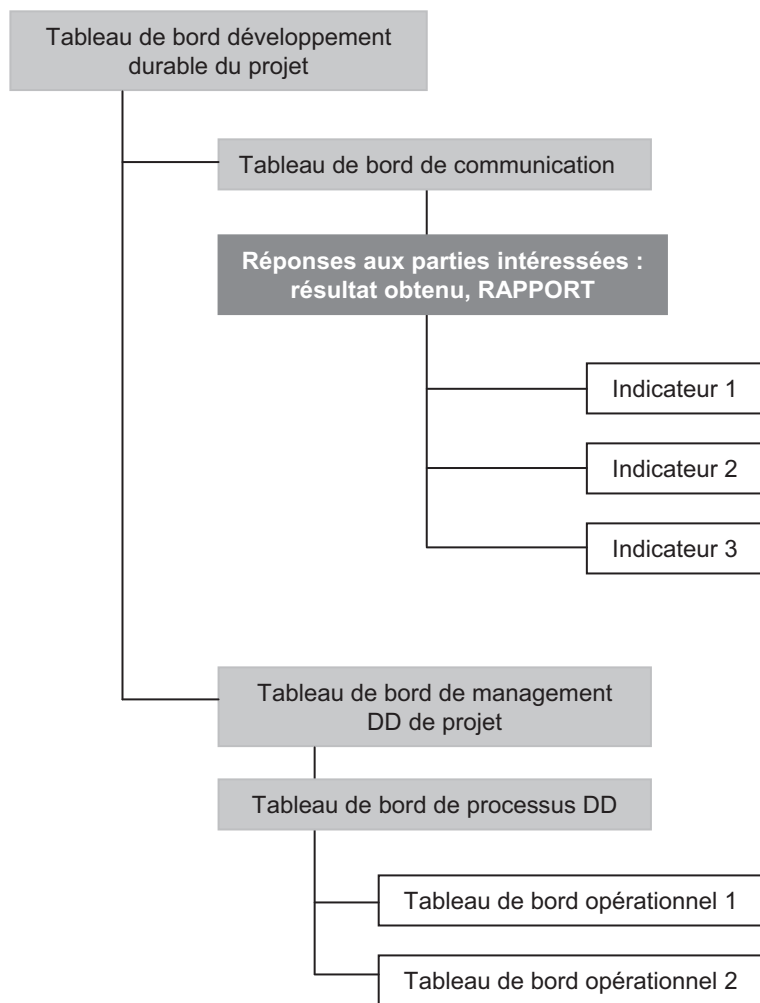 Tableau de bord développement
durable du projet
Tableau de bord de communication
Réponses aux parties intéressées :
résultat obtenu, RAPPORT
Indicateur 1
Indicateur 2
Indicateur 3
Tableau de bord de management
DD de projet
Tableau de bord de processus DD
Tableau de bord opérationnel 1
Tableau de bord opérationnel 2